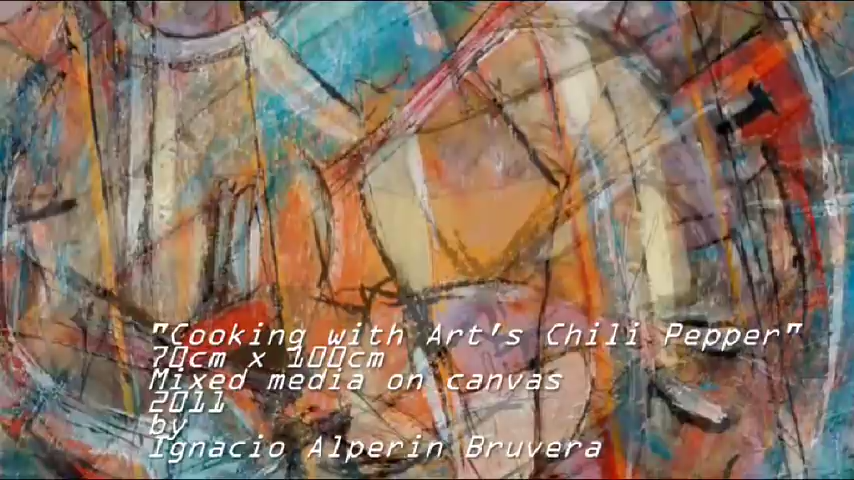 "Cooking with Art's Chili Pepper"
70cm x 100cm
Mixed media on canvas
2011
by
Ignacio Alperin Bruvera